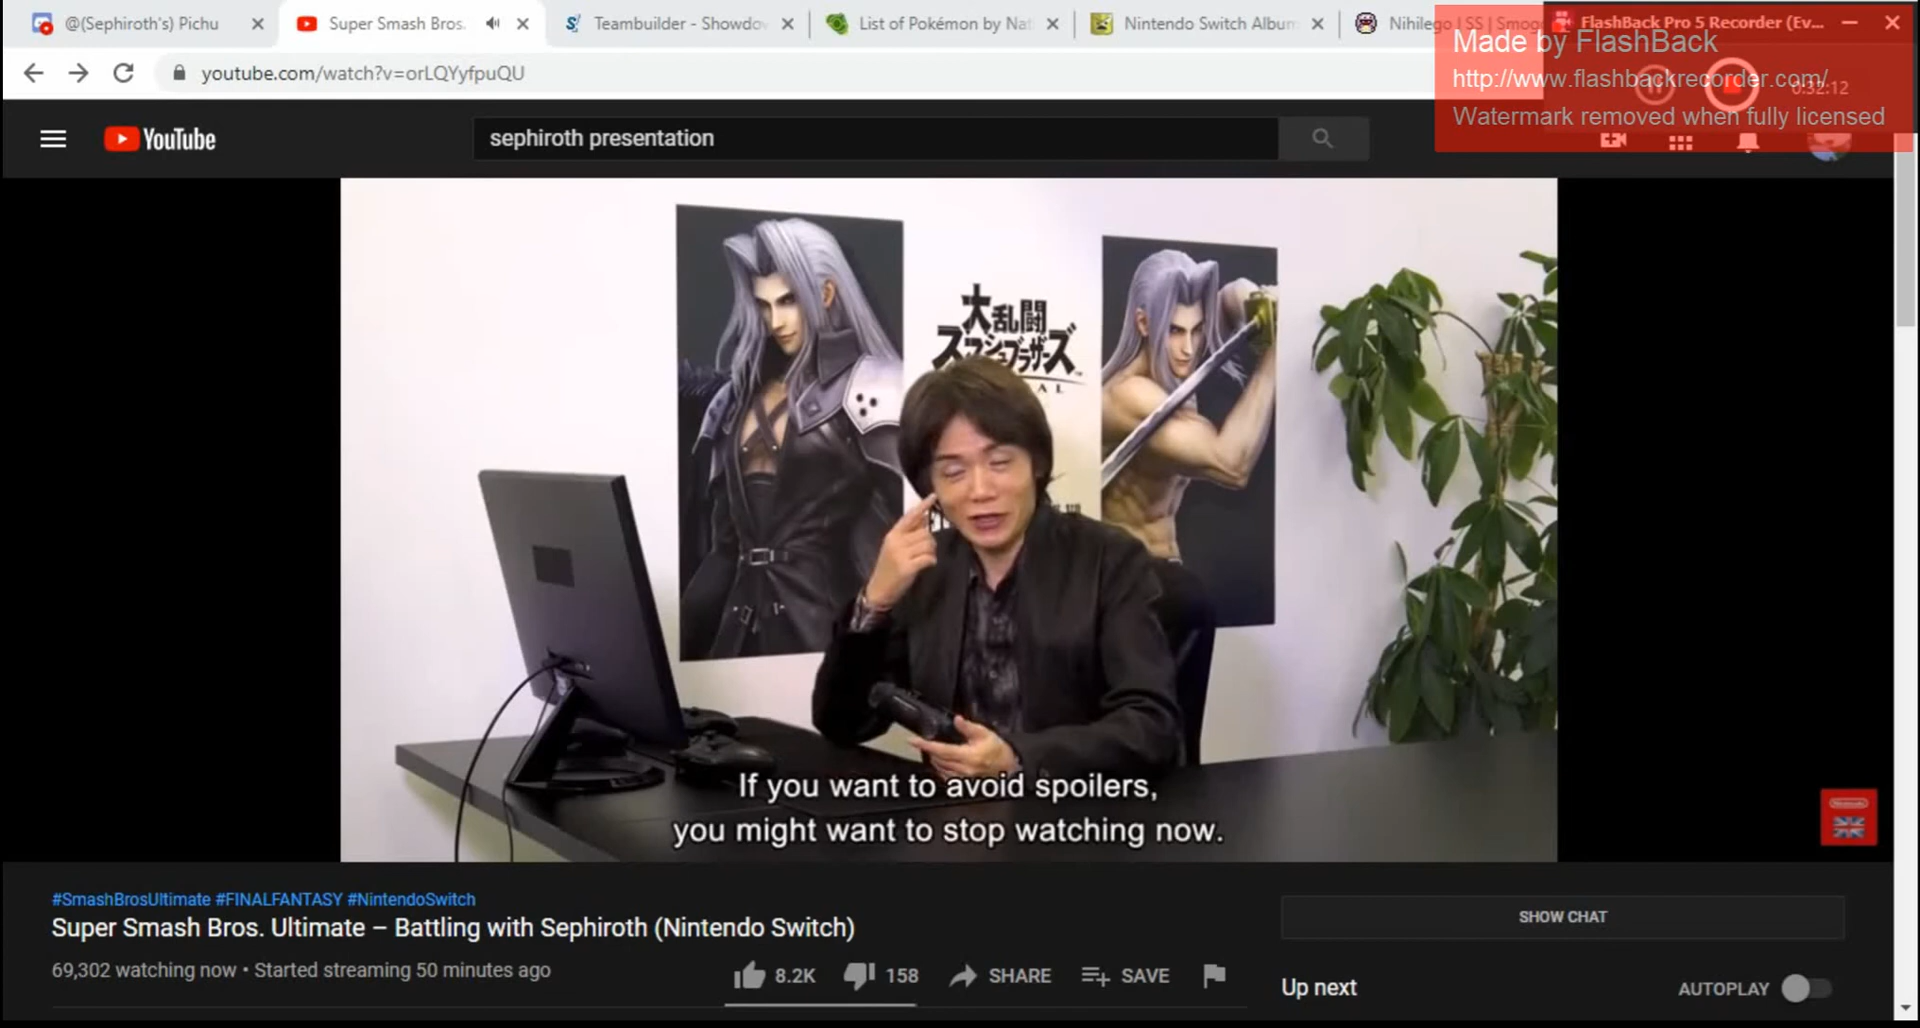 @(Sephiroth's) Pichu
Super Smash Bros.
Teambuilder - Showdo
List of Pokémon by Nat
Nintendo Switch Album
Nihilego | SS | Smog
FlashBack Pro 5 Recorder (Ev...
Made by FlashBack
http://www.flashbackrecorder.com/
0:32:12
Watermark removed when fully licensed
youtube.com/watch?v=orLQYyfpuQU
YouTube
sephiroth presentation
大乱闘
スマッシュブラザーズ
If you want to avoid spoilers,
you might want to stop watching now.
Nintendo
#SmashBrosUltimate #FINALFANTASY #NintendoSwitch
Super Smash Bros. Ultimate – Battling with Sephiroth (Nintendo Switch)
69,302 watching now • Started streaming 50 minutes ago
8.2K
158
SHARE
SAVE
SHOW CHAT
Up next
AUTOPLAY